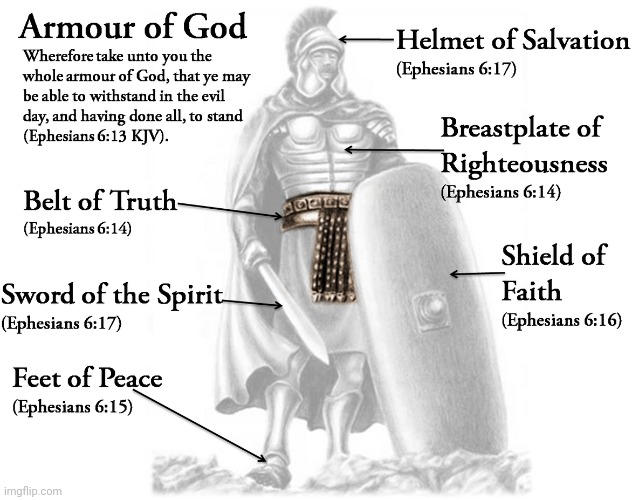 Armour of God
Wherefore take unto you the
whole armour of God, that ye may
be able to withstand in the evil
day, and having done all, to stand
(Ephesians 6:13 KJV).
Helmet of Salvation
(Ephesians 6:17)
Breastplate of
Righteousness
(Ephesians 6:14)
Belt of Truth
(Ephesians 6:14)
Shield of
Faith
(Ephesians 6:16)
Sword of the Spirit
(Ephesians 6:17)
Feet of Peace
(Ephesians 6:15)
imgflip.com